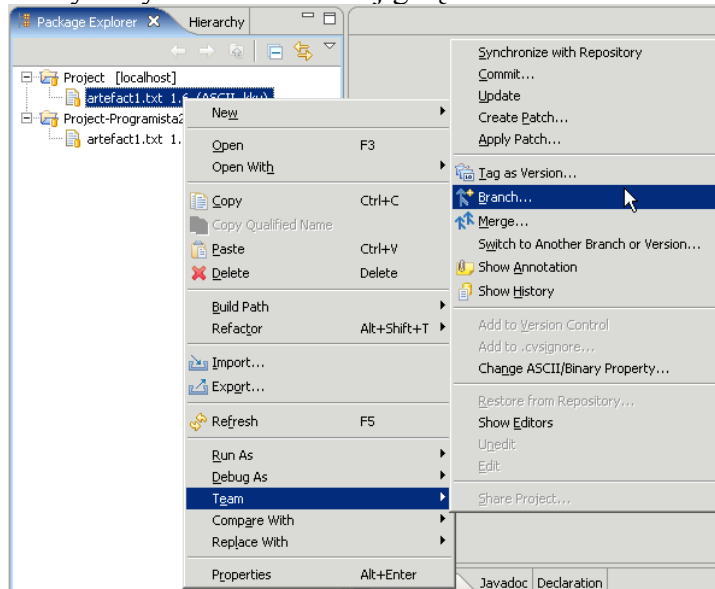 Package Explorer
Hierarchy
Project [localhost]
artefact1.txt 1.6 (ASCII -kkv)
Project-Programista2
artefact1.txt 1.
New
Open F3
Open With
Copy Ctrl+C
Copy Qualified Name
Paste Ctrl+V
Delete Delete
Build Path
Refactor Alt+Shift+T
Import...
Export...
Refresh F5
Run As
Debug As
Team
Compare With
Replace With
Properties Alt+Enter
Synchronize with Repository
Commit...
Update
Create Patch...
Apply Patch...
Tag as Version...
Branch...
Merge...
Switch to Another Branch or Version...
Show Annotation
Show History
Add to Version Control
Add to .cvsignore...
Change ASCII/Binary Property...
Restore from Repository...
Show Editors
Unedit
Edit
Share Project...
Javadoc
Declaration